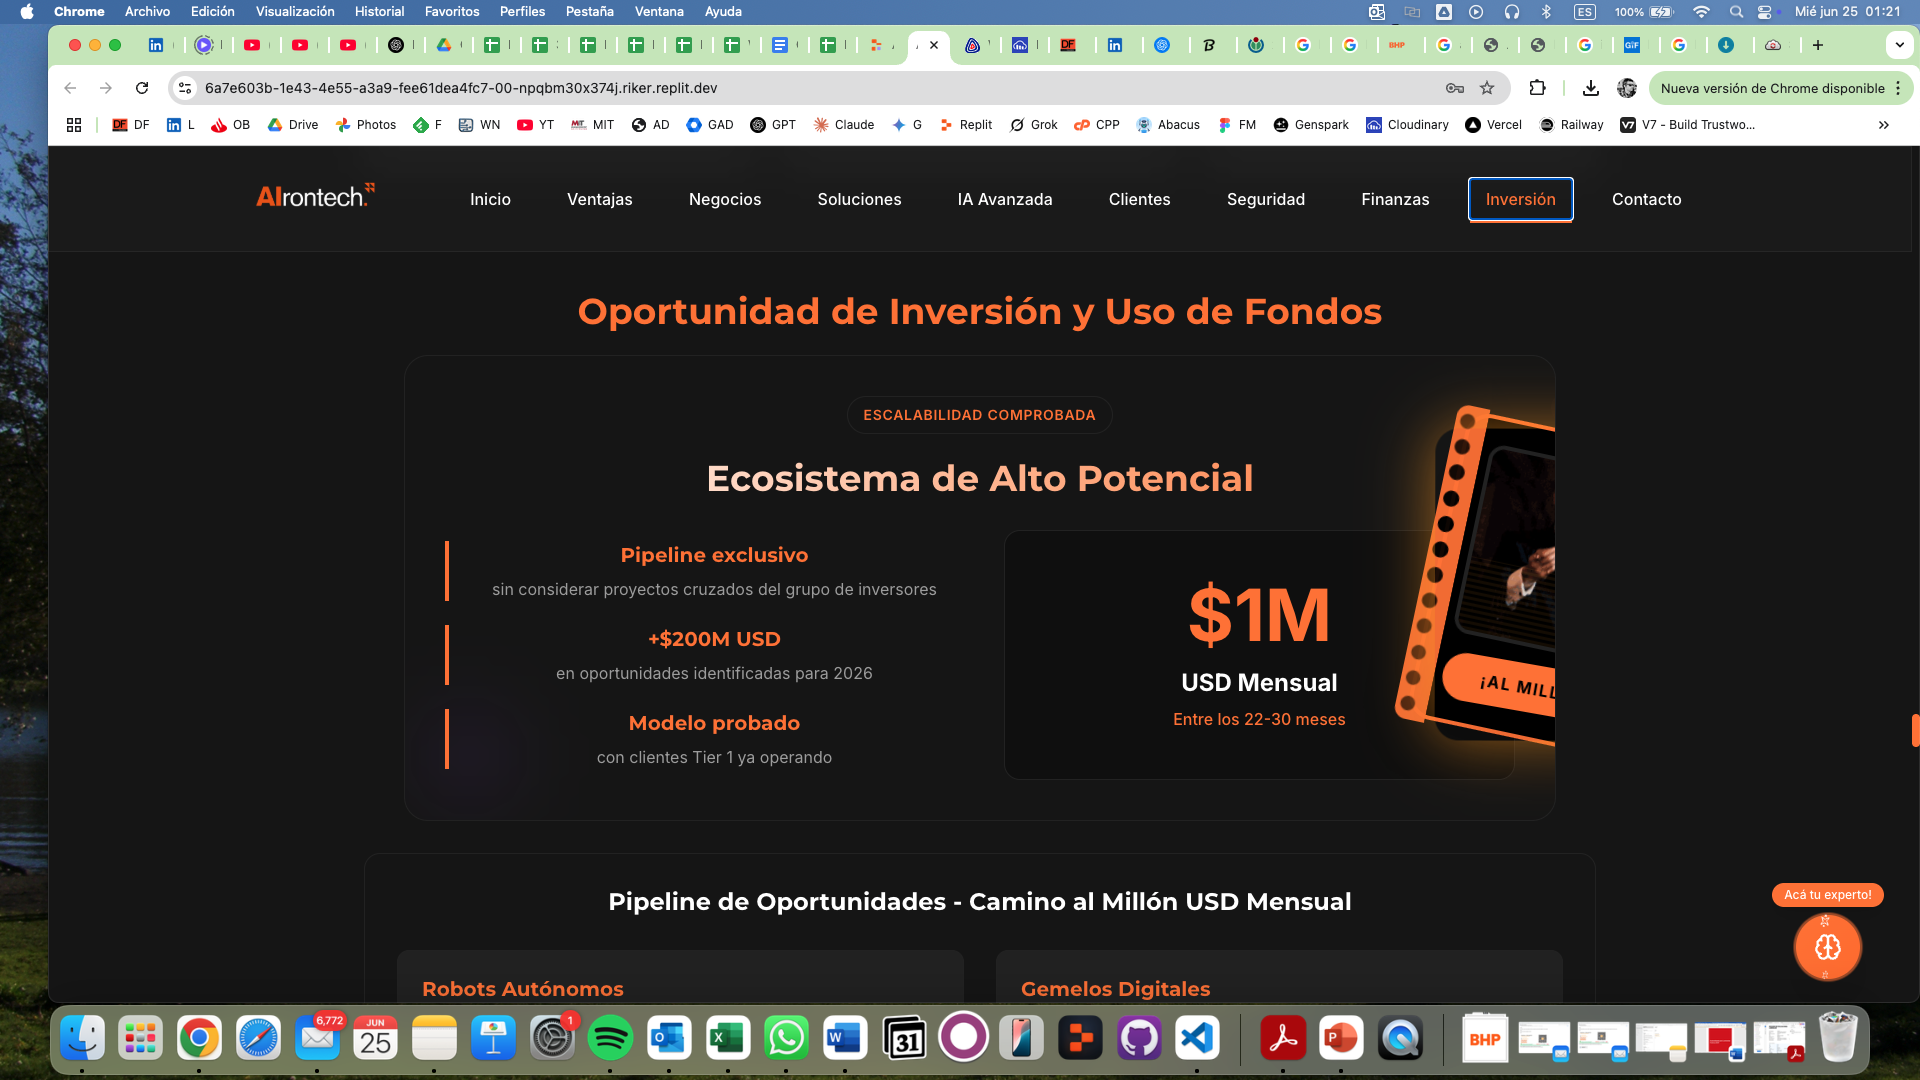 Chrome Archivo Edición Visualización Historial Favoritos Perfiles Pestaña Ventana Ayuda
ES 100% Mié jun 25 01:21
6a7e603b-1e43-4e55-a3a9-fee61dea4fc7-00-npqbm30x374j.riker.replit.dev
Nueva versión de Chrome disponible
DF L OB Drive Photos F WN YT MIT AD GAD GPT Claude G Replit Grok CPP Abacus FM Genspark Cloudinary Vercel Railway V7 - Build Trustwo...
AIrontech.
Inicio Ventajas Negocios Soluciones IA Avanzada Clientes Seguridad Finanzas Inversión Contacto
Oportunidad de Inversión y Uso de Fondos
ESCALABILIDAD COMPROBADA
Ecosistema de Alto Potencial
Pipeline exclusivo
sin considerar proyectos cruzados del grupo de inversores
+$200M USD
en oportunidades identificadas para 2026
Modelo probado
con clientes Tier 1 ya operando
$1M
USD Mensual
Entre los 22-30 meses
¡AL MILL
Pipeline de Oportunidades - Camino al Millón USD Mensual
Robots Autónomos
Gemelos Digitales
Acá tu experto!
6,772
JUN
25
1
31
BHP